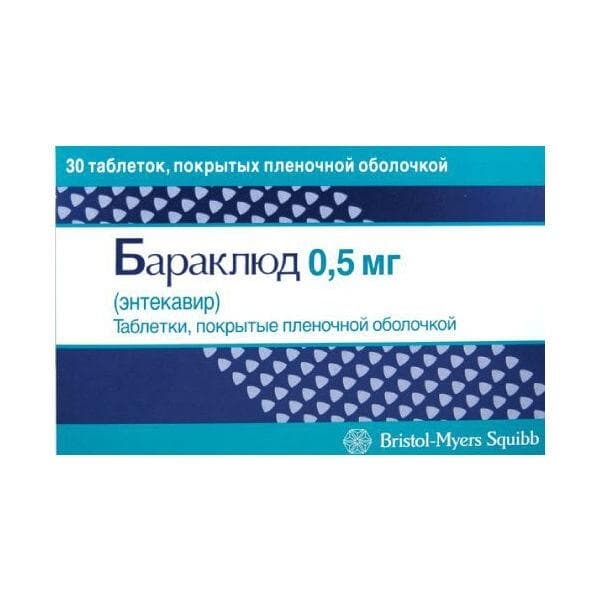 30 таблеток, покрытых пленочной оболочкой
Бараклюд 0,5 мг
(энтекавир)
Таблетки, покрытые пленочной оболочкой
Bristol-Myers Squibb